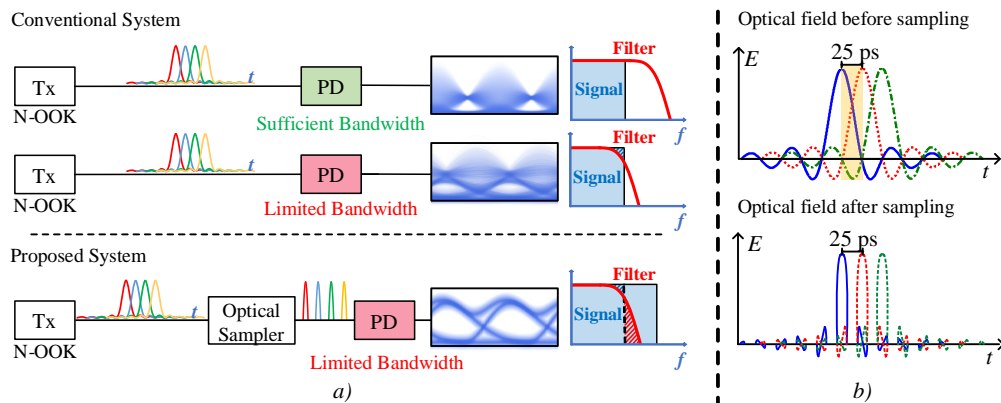 Conventional System
Tx
N-OOK
t
PD
Sufficient Bandwidth
Filter
Signal
f
Tx
N-OOK
t
PD
Limited Bandwidth
Filter
Signal
f
Proposed System
Tx
N-OOK
t
Optical
Sampler
PD
Limited Bandwidth
Filter
Signal
f
a)
Optical field before sampling
E
25 ps
t
Optical field after sampling
E
25 ps
t
b)